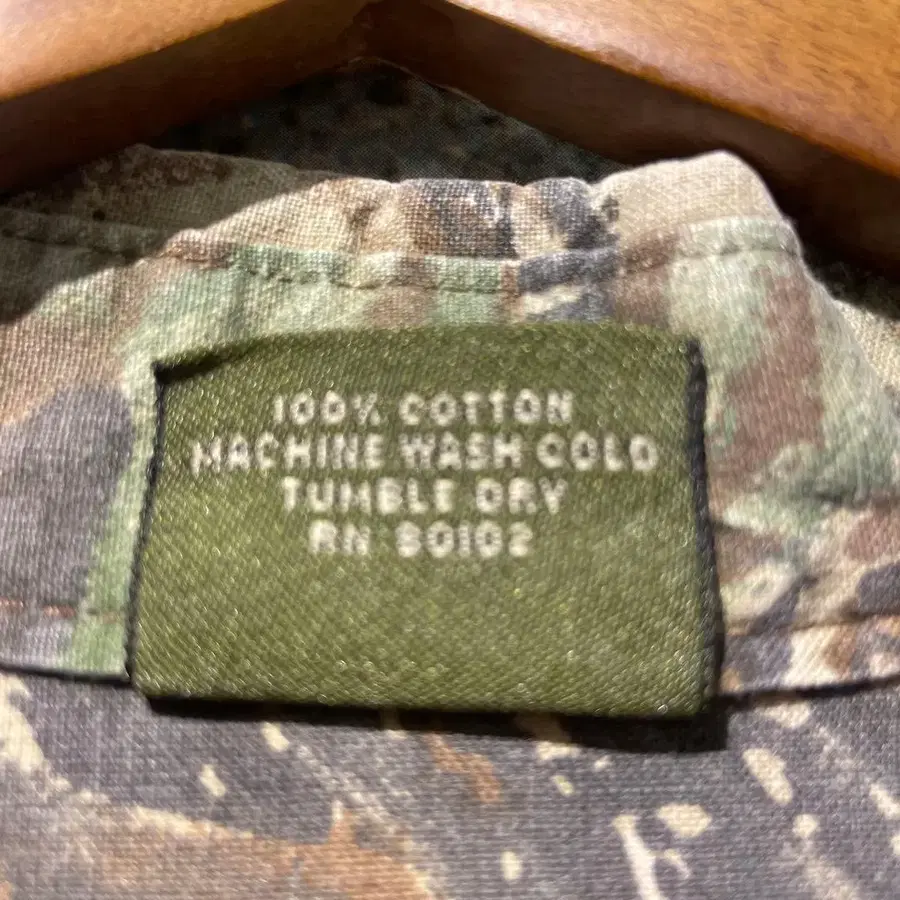 100% COTTON
MACHINE WASH COLD
TUMBLE DRY
RN 80102